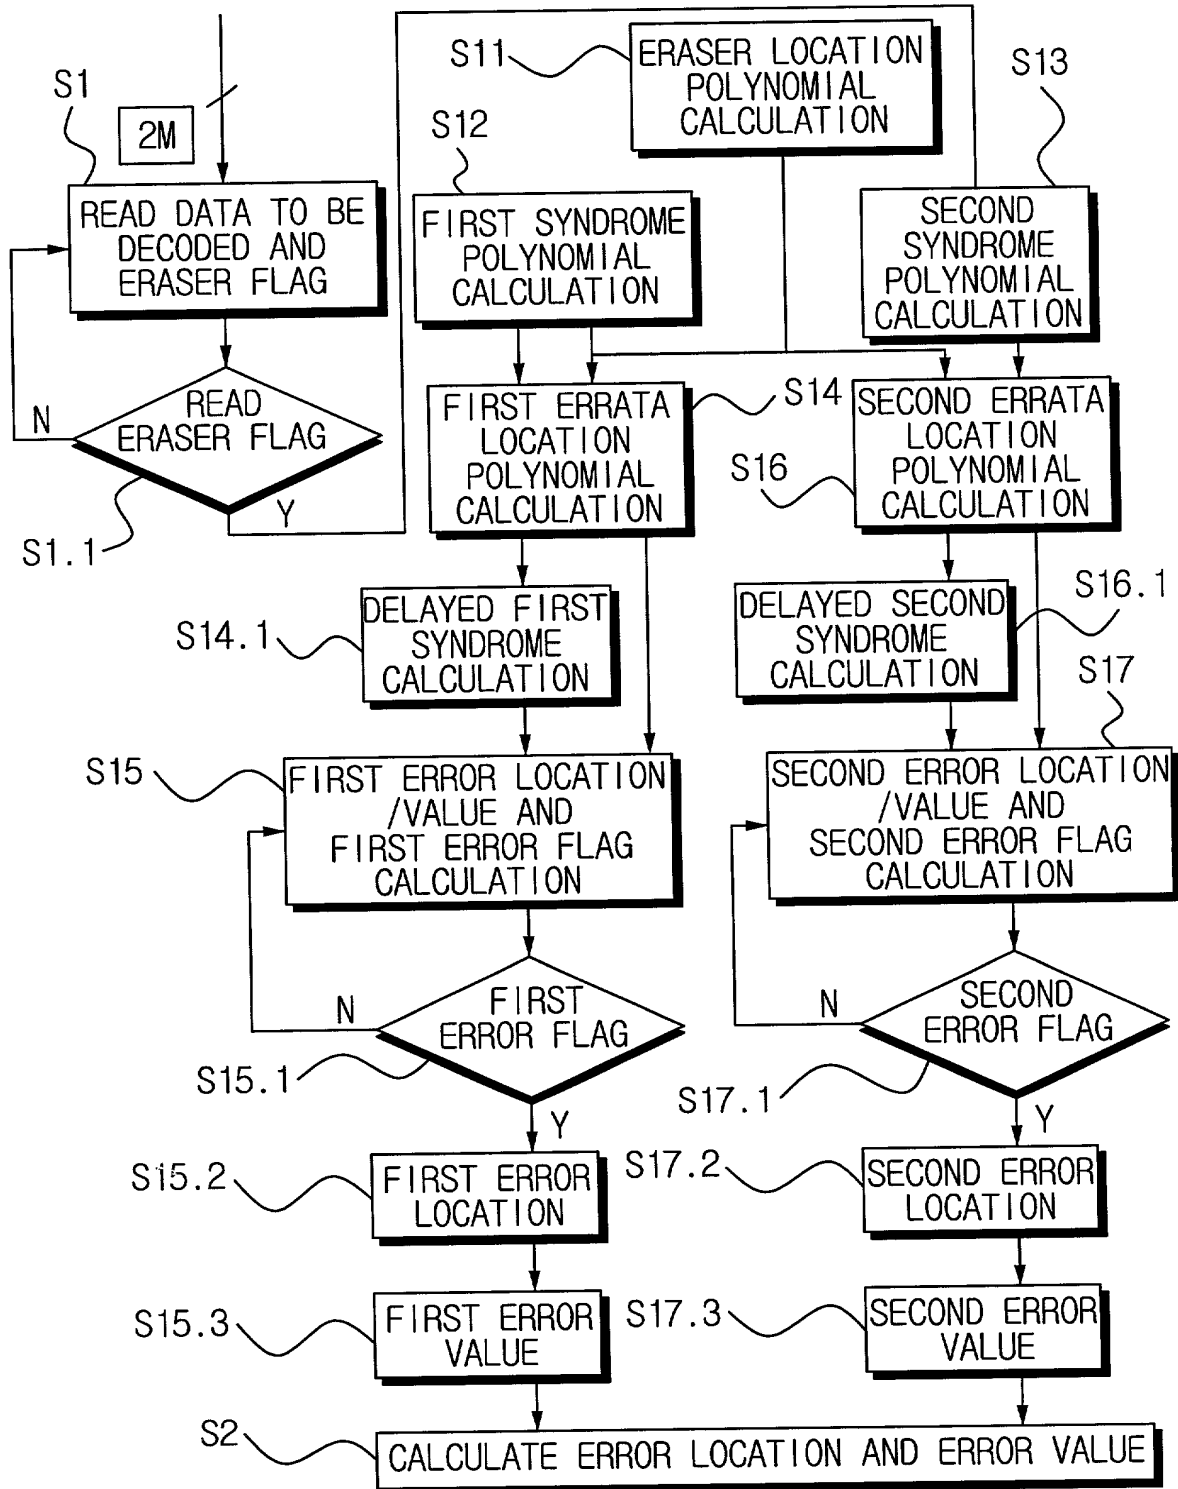 S11
ERASER LOCATION
POLYNOMIAL
CALCULATION
S13
S1
2M
S12
READ DATA TO BE
DECODED AND
ERASER FLAG
FIRST SYNDROME
POLYNOMIAL
CALCULATION
SECOND
SYNDROME
POLYNOMIAL
CALCULATION
READ
ERASER FLAG
N
Y
S1.1
FIRST ERRATA
LOCATION
POLYNOMIAL
CALCULATION
S14
SECOND ERRATA
LOCATION
POLYNOMIAL
CALCULATION
S16
DELAYED FIRST
SYNDROME
CALCULATION
S14.1
DELAYED SECOND
SYNDROME
CALCULATION
S16.1
S17
S15
FIRST ERROR LOCATION
/VALUE AND
FIRST ERROR FLAG
CALCULATION
SECOND ERROR LOCATION
/VALUE AND
SECOND ERROR FLAG
CALCULATION
N
FIRST
ERROR FLAG
S15.1
Y
N
SECOND
ERROR FLAG
S17.1
Y
S15.2
FIRST ERROR
LOCATION
S17.2
SECOND ERROR
LOCATION
S15.3
FIRST ERROR
VALUE
S17.3
SECOND ERROR
VALUE
S2
CALCULATE ERROR LOCATION AND ERROR VALUE